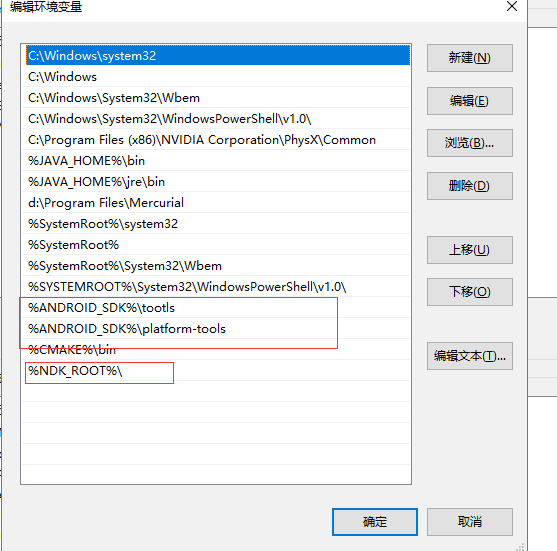 编辑环境变量
C:\Windows\system32
C:\Windows
C:\Windows\System32\Wbem
C:\Windows\System32\WindowsPowerShell\v1.0\
C:\Program Files (x86)\NVIDIA Corporation\PhysX\Common
%JAVA_HOME%\bin
%JAVA_HOME%\jre\bin
d:\Program Files\Mercurial
%SystemRoot%\system32
%SystemRoot%
%SystemRoot%\System32\Wbem
%SYSTEMROOT%\System32\WindowsPowerShell\v1.0\
%ANDROID_SDK%\tootls
%ANDROID_SDK%\platform-tools
%CMAKE%\bin
%NDK_ROOT%\
新建(N)
编辑(E)
浏览(B)...
删除(D)
上移(U)
下移(O)
编辑文本(T)...
确定
取消